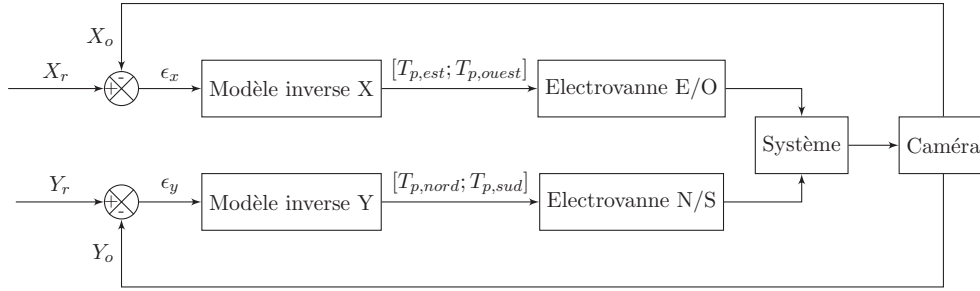 X_o
X_r
+
-
ϵ_x
Modèle inverse X
[T_{p,est}; T_{p,ouest}]
Electrovanne E/O
Système
Caméra
Y_r
+
-
ϵ_y
Modèle inverse Y
[T_{p,nord}; T_{p,sud}]
Electrovanne N/S
Y_o